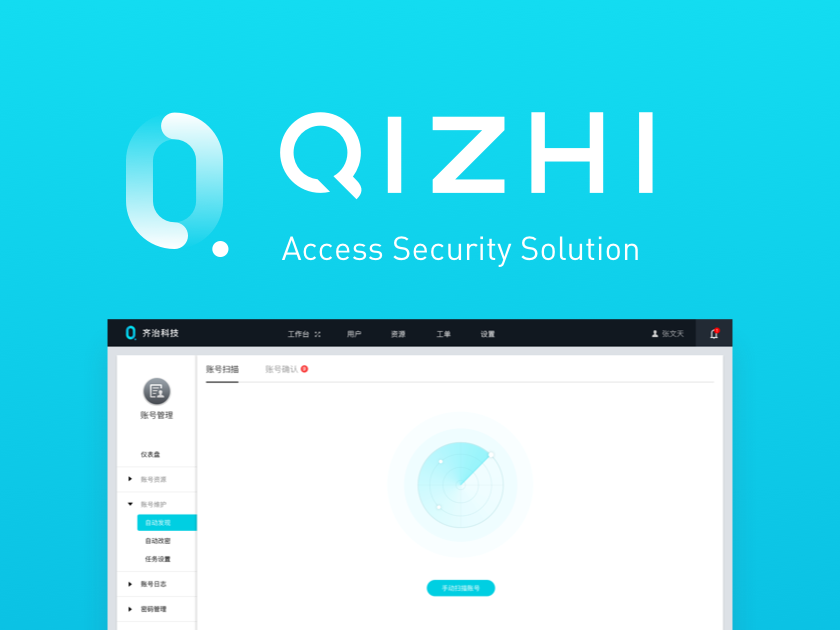 QIZHI
Access Security Solution
齐治科技
工作台
用户
资源
工单
设置
张文天
账号扫描
账号确认
账号管理
仪表盘
账号资源
账号维护
自动发现
自动改密
任务设置
手动扫描账号
账号日志
密码管理